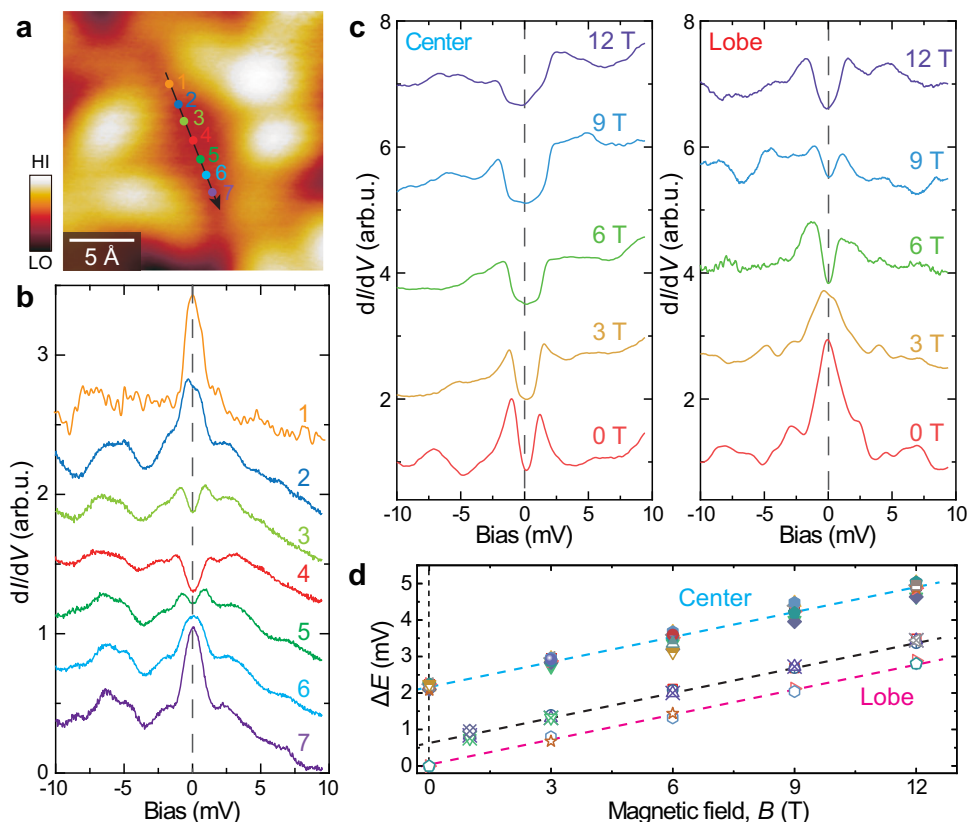 a
1
2
3
4
5
6
7
HI
LO
5 Å
b
dI/dV (arb.u.)
3
2
1
0
1
2
3
4
5
6
7
-10 -5 0 5 10
Bias (mV)
c
dI/dV (arb.u.)
8
6
4
2
Center
12 T
9 T
6 T
3 T
0 T
-10 -5 0 5 10
Bias (mV)
dI/dV (arb.u.)
8
6
4
2
Lobe
12 T
9 T
6 T
3 T
0 T
-10 -5 0 5 10
Bias (mV)
d
ΔE (mV)
5
4
3
2
1
0
Center
Lobe
0 3 6 9 12
Magnetic field, B (T)